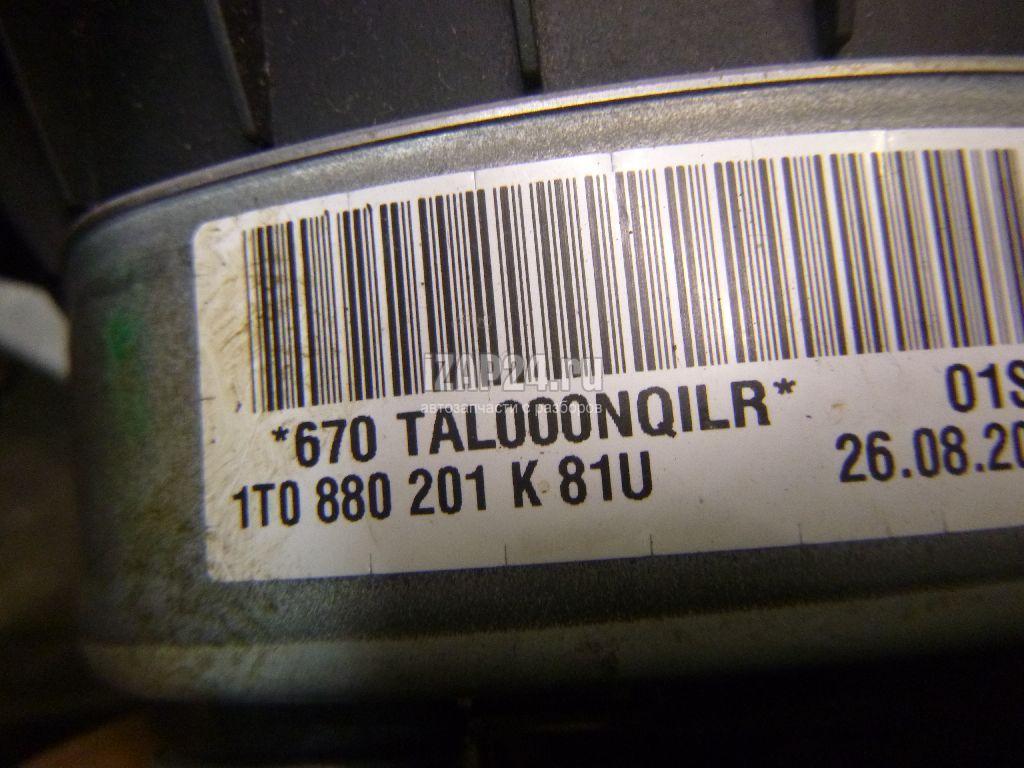 iZAP24.ru
автозапчасти с разборов
*670 TAL000NQILR* 01S
1T0 880 201 K 81U 26.08.20